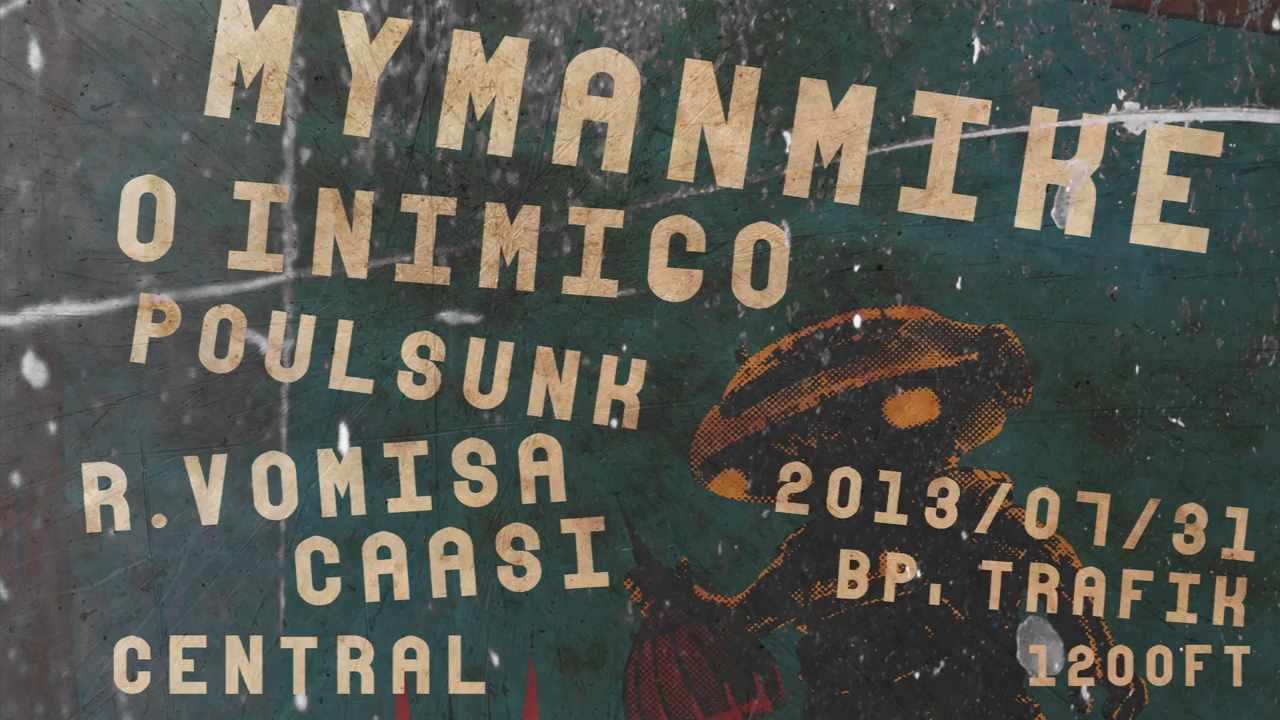 MYMANMIKE
O INIMICO
POULSUNK
R.VOMISA
CAASI
CENTRAL
2013/07/31
BP, TRAFIK
1200FT